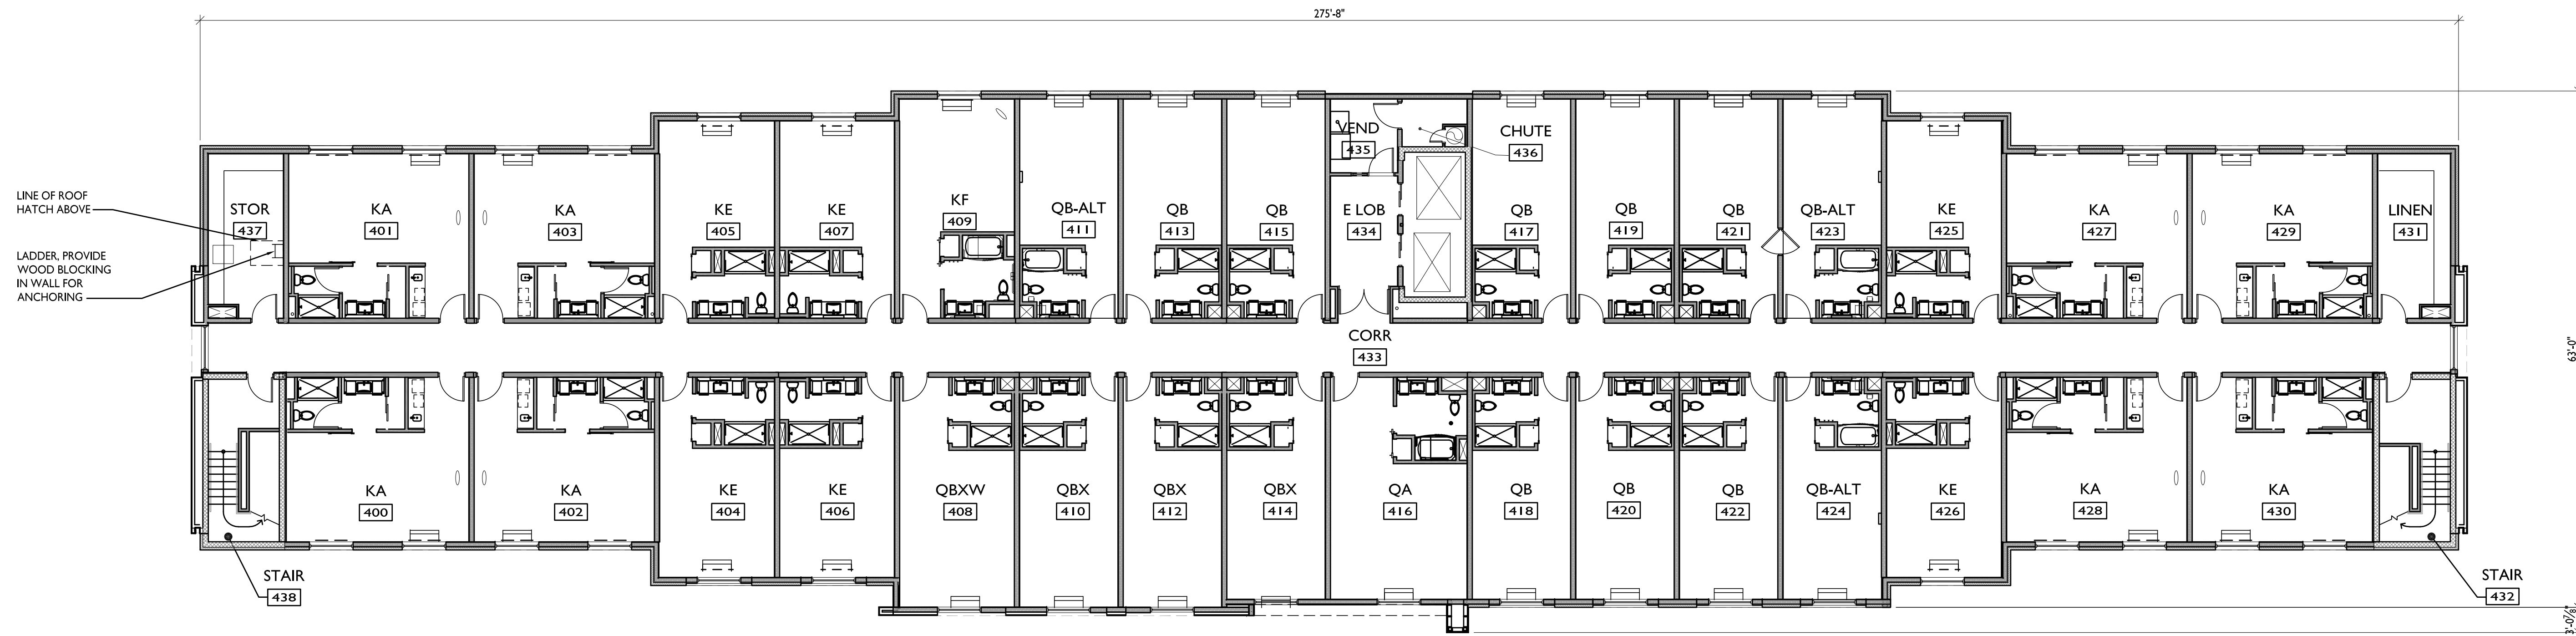 275'-8"
LINE OF ROOF
HATCH ABOVE
LADDER, PROVIDE
WOOD BLOCKING
IN WALL FOR
ANCHORING
STOR
437
KA
401
KA
403
KE
405
KE
407
KF
409
QB-ALT
411
QB
413
QB
415
VEND
435
E LOB
434
CHUTE
436
QB
417
QB
419
QB
421
QB-ALT
423
KE
425
KA
427
KA
429
LINEN
431
CORR
433
63'-0"
KA
400
KA
402
KE
404
KE
406
QBXW
408
QBX
410
QBX
412
QBX
414
QA
416
QB
418
QB
420
QB
422
QB-ALT
424
KE
426
KA
428
KA
430
STAIR
438
STAIR
432
3'-0⅞"